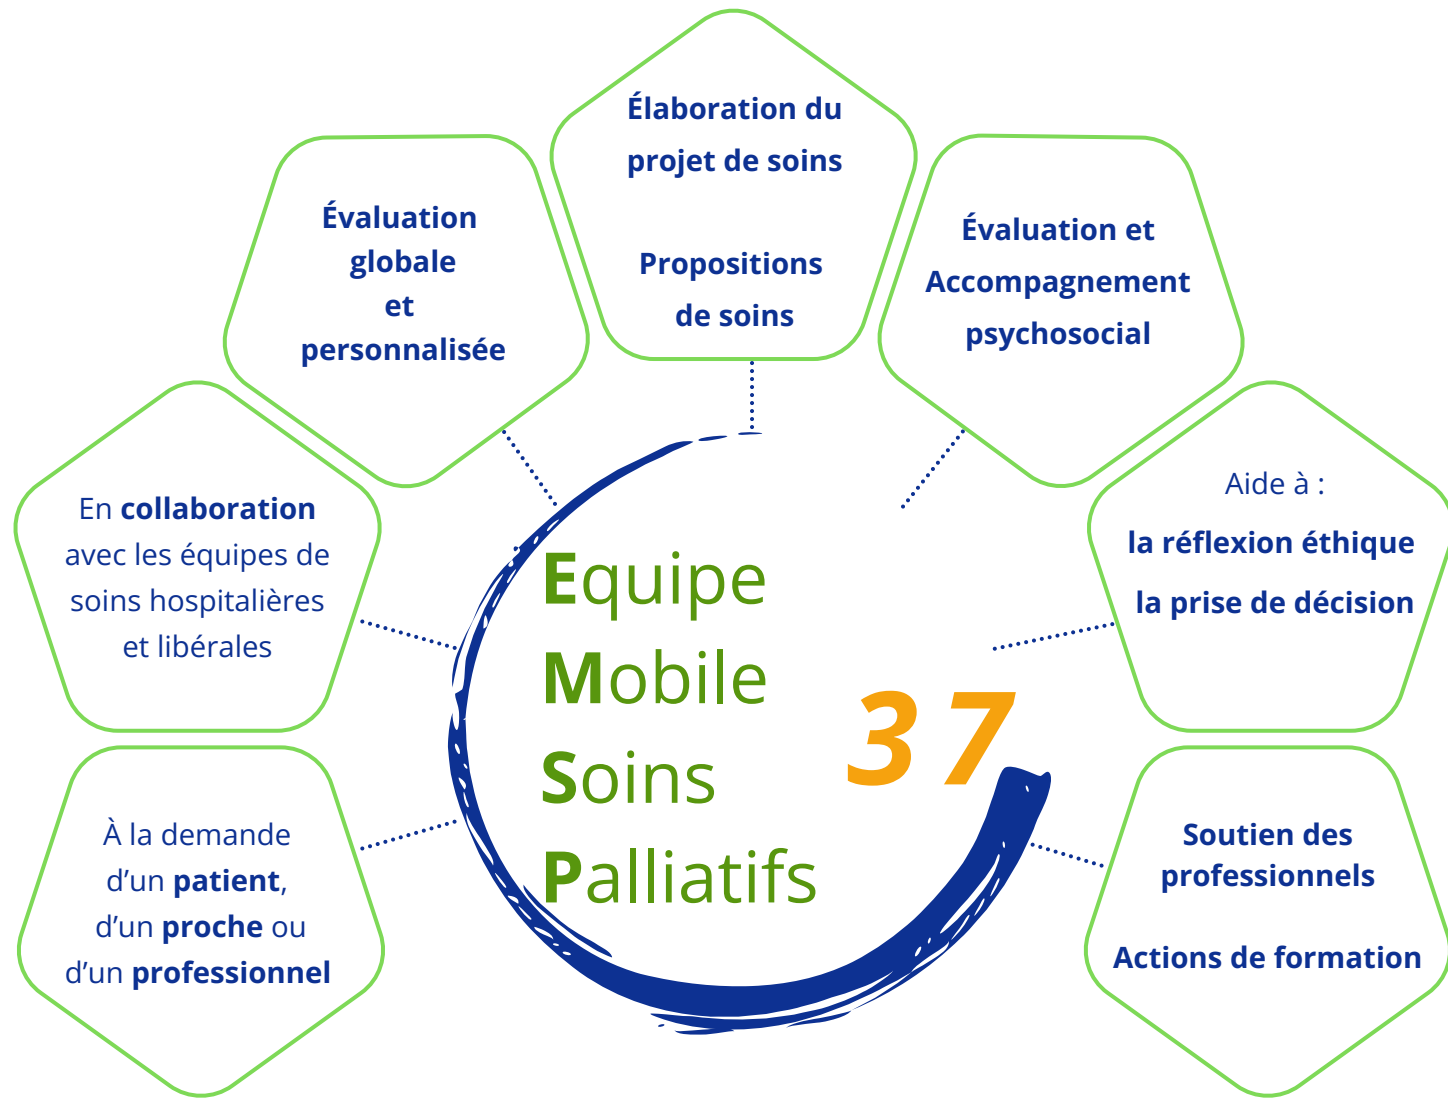 Élaboration du
projet de soins
Propositions
de soins
Évaluation
globale
et
personnalisée
Évaluation et
Accompagnement
psychosocial
En collaboration
avec les équipes de
soins hospitalières
et libérales
Aide à :
la réflexion éthique
la prise de décision
Equipe
Mobile
Soins
Palliatifs
37
À la demande
d’un patient,
d’un proche ou
d’un professionnel
Soutien des
professionnels
Actions de formation